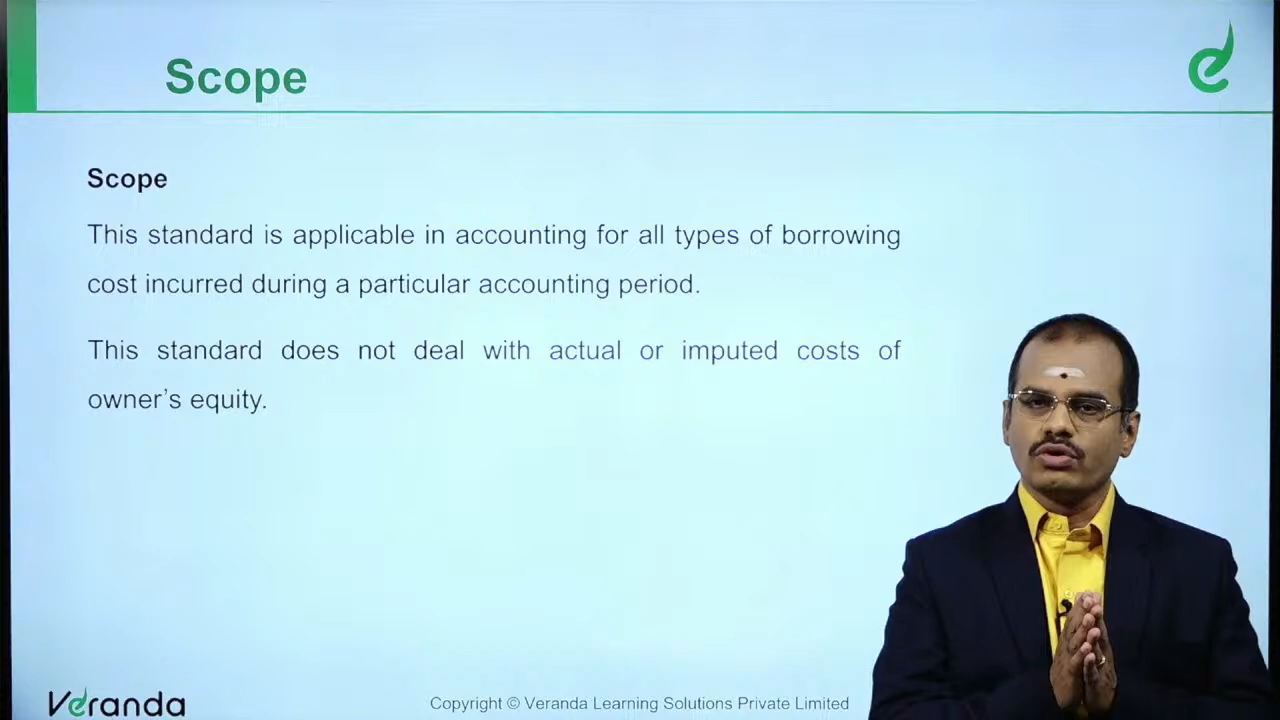 Scope
Scope
This standard is applicable in accounting for all types of borrowing
cost incurred during a particular accounting period.
This standard does not deal with actual or imputed costs of
owner's equity.
Veranda
Copyright © Veranda Learning Solutions Private Limited